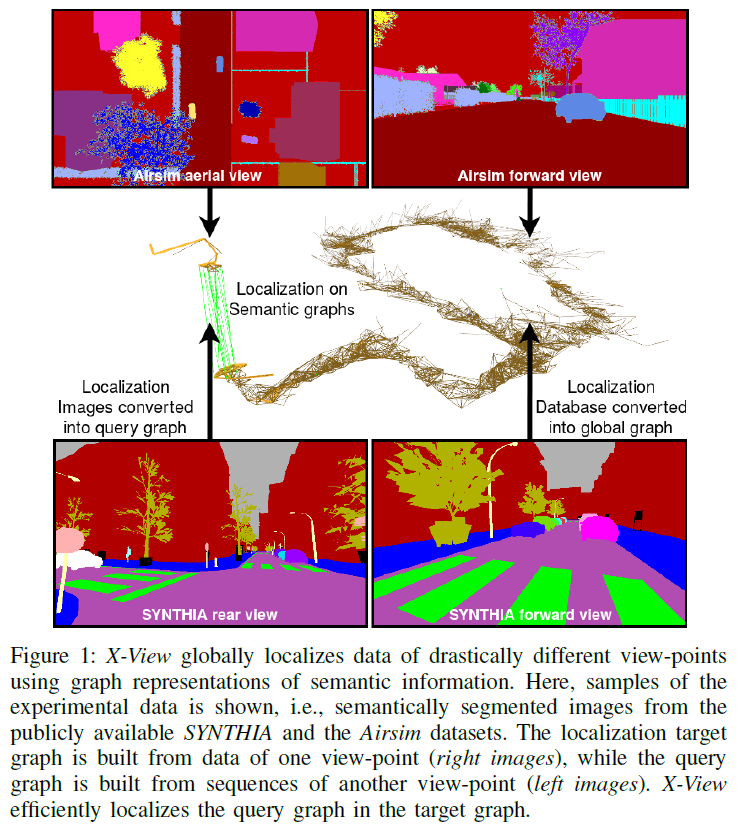 Airsim aerial view
Airsim forward view
Localization on
Semantic graphs
Localization
Images converted
into query graph
Localization
Database converted
into global graph
SYNTHIA rear view
SYNTHIA forward view
Figure 1: X-View globally localizes data of drastically different view-points
using graph representations of semantic information. Here, samples of the
experimental data is shown, i.e., semantically segmented images from the
publicly available SYNTHIA and the Airsim datasets. The localization target
graph is built from data of one view-point (right images), while the query
graph is built from sequences of another view-point (left images). X-View
efficiently localizes the query graph in the target graph.